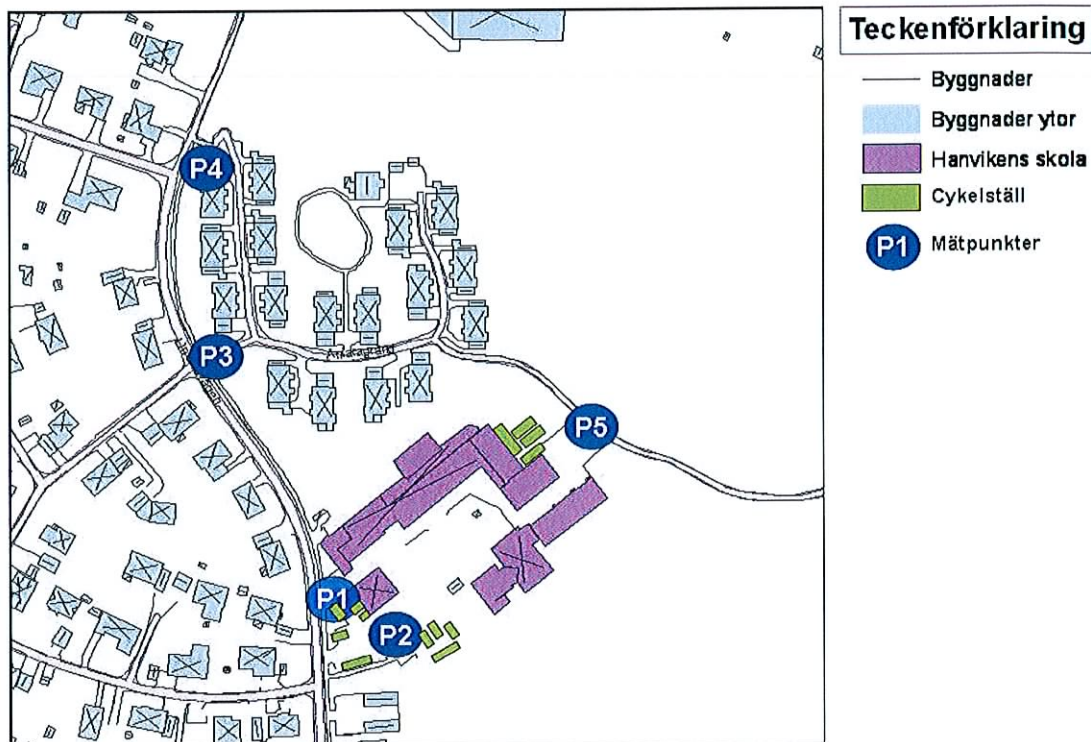 Teckenförklaring
Byggnader
Byggnader ytor
Hanvikens skola
Cykelställ
P1 Mätpunkter
P4
P3
P5
P1
P2